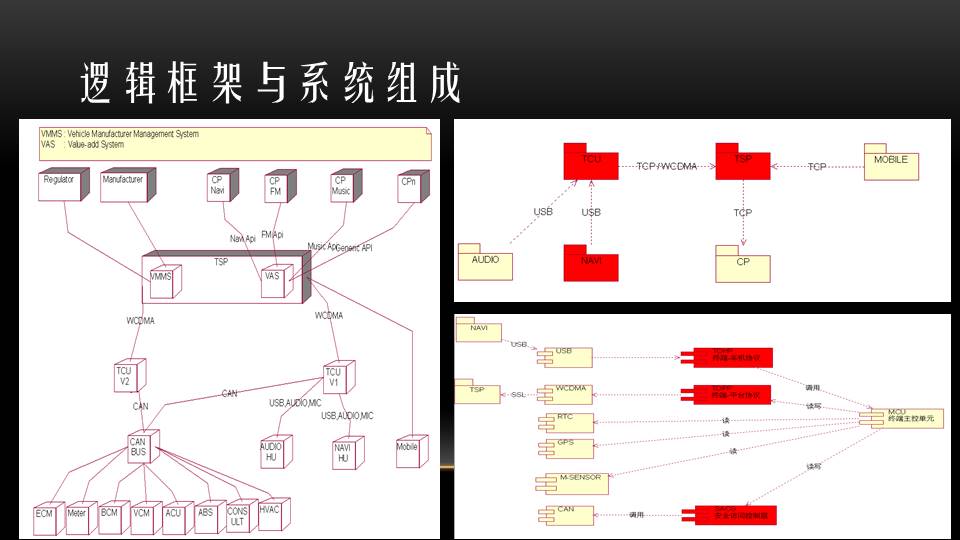 逻辑框架与系统组成
VMMS : Vehicle Manufacturer Management System
VAS : Value-add System
Regulator
Manufacturer
CP
Navi
CP
FM
CP
Music
CPn
Navi Api
FM Api
Music Api
Generic API
TSP
VMMS
VAS
WCDMA
WCDMA
TCU
V2
TCU
V1
CAN
CAN
USB,AUDIO,MIC
USB,AUDIO,MIC
CAN
BUS
AUDIO
HU
NAVI
HU
Mobile
ECM
Meter
BCM
VCM
ACU
ABS
CONS
ULT
HVAC
TCU
TCP/WCDMA
TSP
TCP
MOBILE
USB
USB
TCP
AUDIO
NAVI
CP
NAVI
USB
USB
终端-车机协议
调用
TSP
SSL
WCDMA
终端-平台协议
读写
MCU
终端主控单元
RTC
读
GPS
读
读
M-SENSOR
读写
CAN
调用
SACS
安全访问控制层